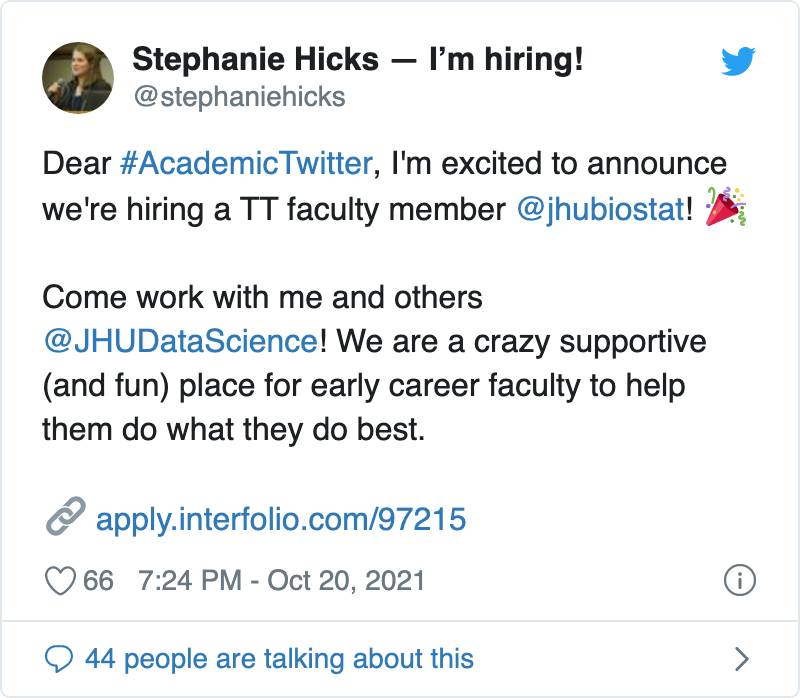 Stephanie Hicks — I’m hiring!
@stephaniehicks
Dear #AcademicTwitter, I'm excited to announce
we're hiring a TT faculty member @jhubiostat! 🎉
Come work with me and others
@JHUDataScience! We are a crazy supportive
(and fun) place for early career faculty to help
them do what they do best.
🔗 apply.interfolio.com/97215
66 7:24 PM - Oct 20, 2021
44 people are talking about this